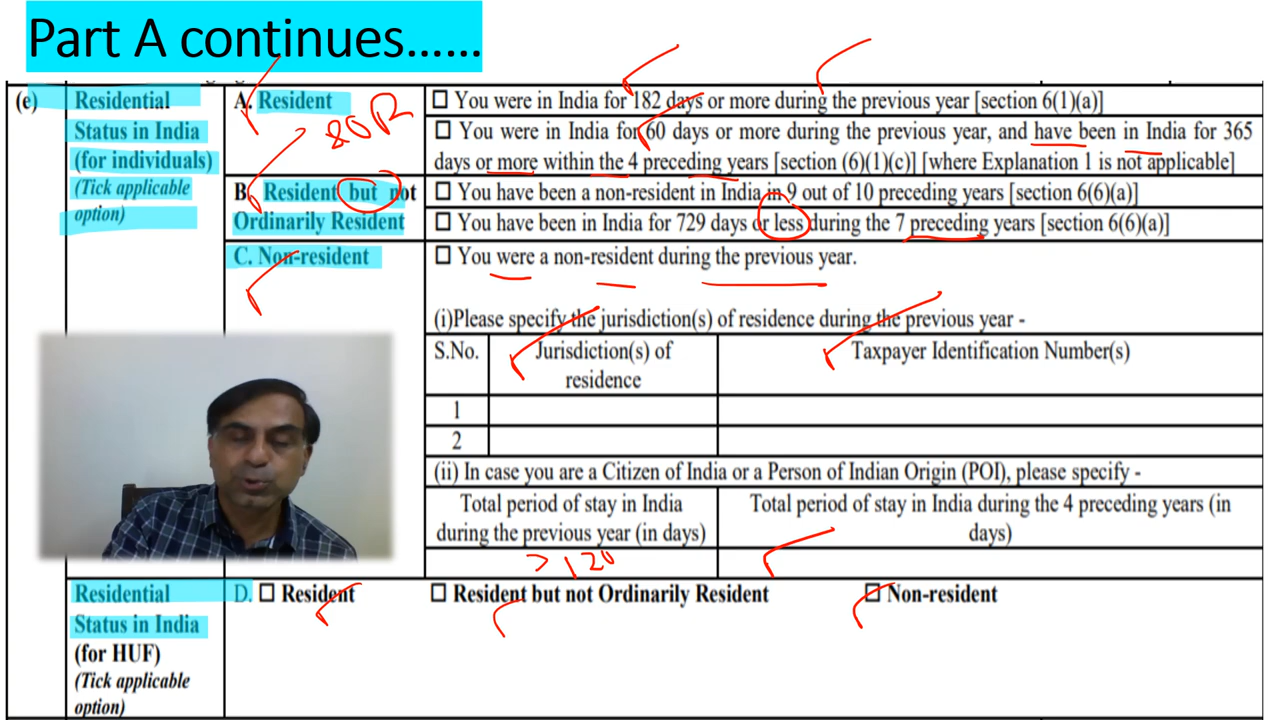 Part A continues……
(e)
Residential
Status in India
(for individuals)
(Tick applicable
option)
A. Resident
80R
☐ You were in India for 182 days or more during the previous year [section 6(1)(a)]
☐ You were in India for 60 days or more during the previous year, and have been in India for 365
days or more within the 4 preceding years [section (6)(1)(c)] [where Explanation 1 is not applicable]
B. Resident but not
Ordinarily Resident
☐ You have been a non-resident in India in 9 out of 10 preceding years [section 6(6)(a)]
☐ You have been in India for 729 days or less during the 7 preceding years [section 6(6)(a)]
C. Non-resident
☐ You were a non-resident during the previous year.
(i)Please specify the jurisdiction(s) of residence during the previous year -
S.No.
Jurisdiction(s) of
residence
Taxpayer Identification Number(s)
1
2
(ii) In case you are a Citizen of India or a Person of Indian Origin (POI), please specify -
Total period of stay in India
during the previous year (in days)
Total period of stay in India during the 4 preceding years (in
days)
>120
Residential
Status in India
(for HUF)
(Tick applicable
option)
D. ☐ Resident
☐ Resident but not Ordinarily Resident
☐ Non-resident